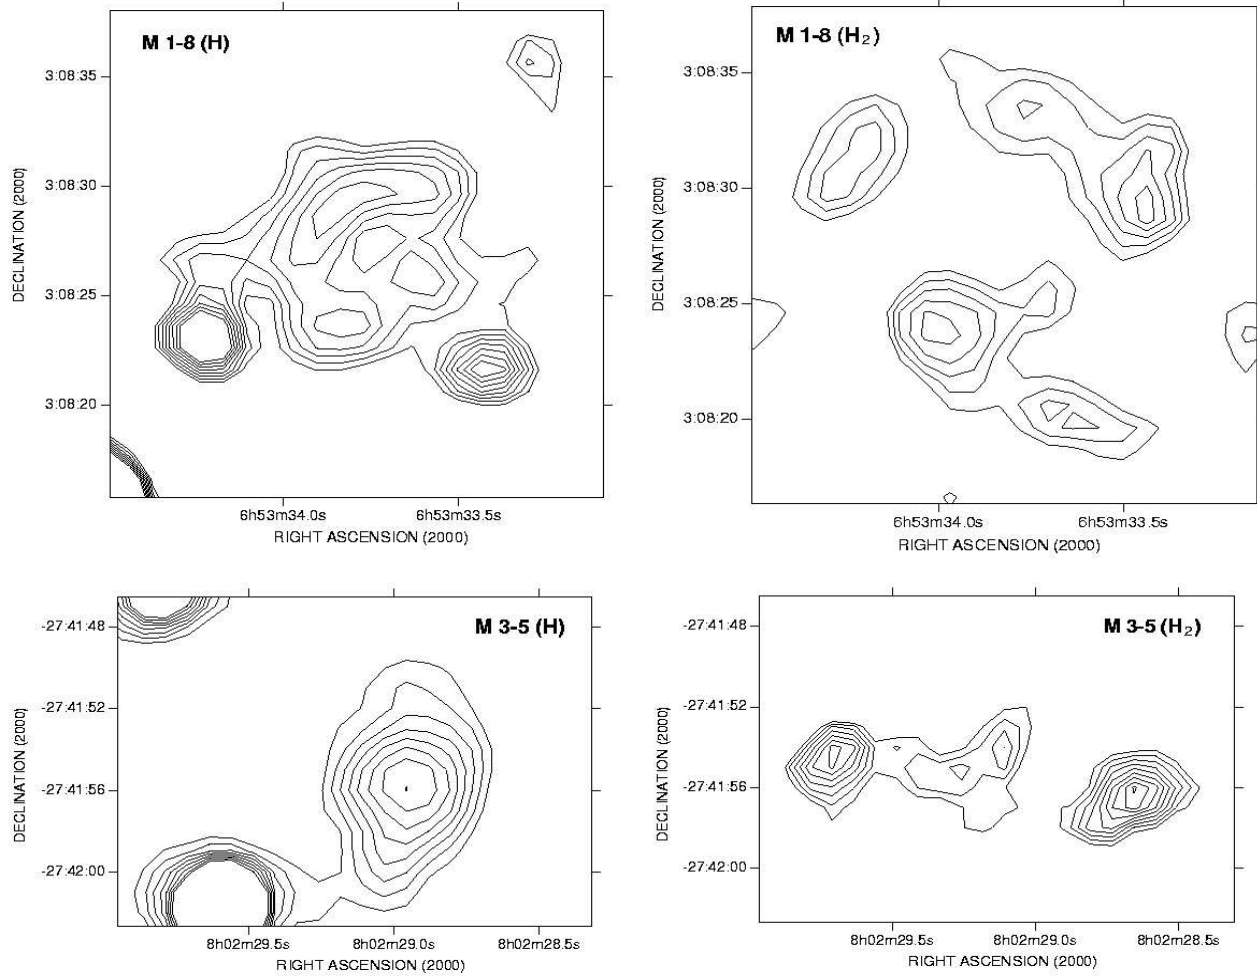 M 1-8 (H)
3:08:35
3:08:30
3:08:25
3:08:20
DECLINATION (2000)
6h53m34.0s 6h53m33.5s
RIGHT ASCENSION (2000)
M 1-8 (H₂)
3:08:35
3:08:30
3:08:25
3:08:20
DECLINATION (2000)
6h53m34.0s 6h53m33.5s
RIGHT ASCENSION (2000)
M 3-5 (H)
-27:41:48
-27:41:52
-27:41:56
-27:42:00
DECLINATION (2000)
8h02m29.5s 8h02m29.0s 8h02m28.5s
RIGHT ASCENSION (2000)
M 3-5 (H₂)
-27:41:48
-27:41:52
-27:41:56
-27:42:00
DECLINATION (2000)
8h02m29.5s 8h02m29.0s 8h02m28.5s
RIGHT ASCENSION (2000)